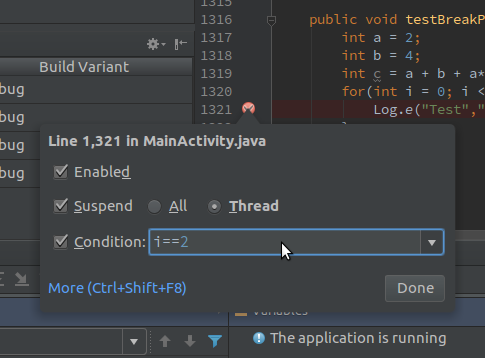 1315
1316 public void testBreakP
1317 int a = 2;
Build Variant
1318 int b = 4;
1319 int c = a + b + a*
bug
1320 for(int i = 0; i <
1321 Log.e("Test","
bug
bug
bug
Line 1,321 in MainActivity.java
Enabled
Suspend All Thread
Condition: i==2
More (Ctrl+Shift+F8) Done
Variables
The application is running